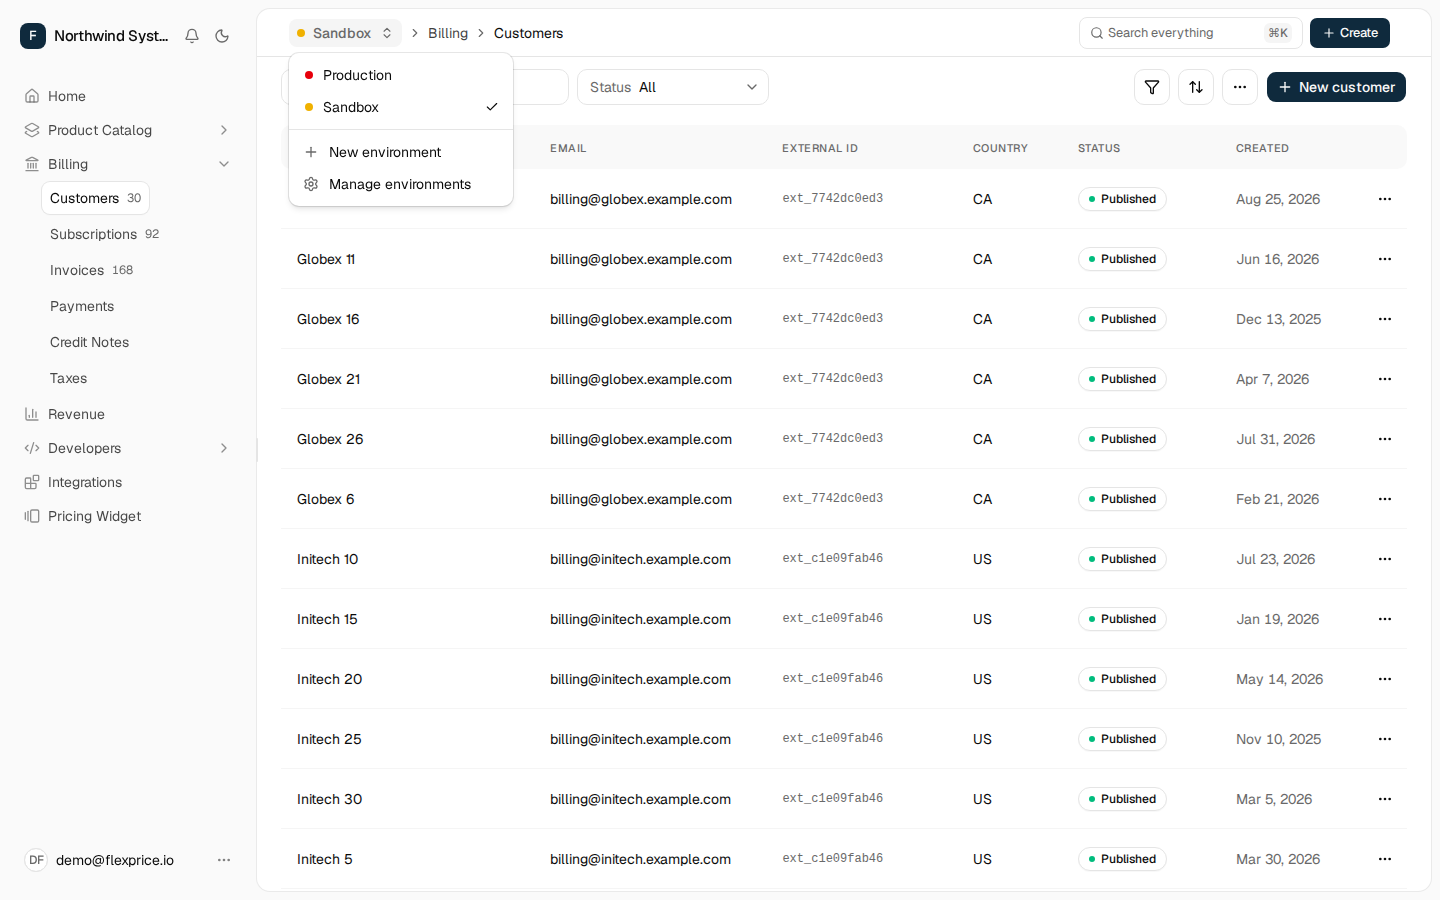 F Northwind Syst...
Home
Product Catalog
Billing
Customers 30
Subscriptions 92
Invoices 168
Payments
Credit Notes
Taxes
Revenue
Developers
Integrations
Pricing Widget
DF demo@flexprice.io
Sandbox Billing Customers
Search everything ⌘K
Create
Production
Sandbox
New environment
Manage environments
Status All
New customer
EMAIL EXTERNAL ID COUNTRY STATUS CREATED
billing@globex.example.com ext_7742dc0ed3 CA Published Aug 25, 2026
Globex 11 billing@globex.example.com ext_7742dc0ed3 CA Published Jun 16, 2026
Globex 16 billing@globex.example.com ext_7742dc0ed3 CA Published Dec 13, 2025
Globex 21 billing@globex.example.com ext_7742dc0ed3 CA Published Apr 7, 2026
Globex 26 billing@globex.example.com ext_7742dc0ed3 CA Published Jul 31, 2026
Globex 6 billing@globex.example.com ext_7742dc0ed3 CA Published Feb 21, 2026
Initech 10 billing@initech.example.com ext_c1e09fab46 US Published Jul 23, 2026
Initech 15 billing@initech.example.com ext_c1e09fab46 US Published Jan 19, 2026
Initech 20 billing@initech.example.com ext_c1e09fab46 US Published May 14, 2026
Initech 25 billing@initech.example.com ext_c1e09fab46 US Published Nov 10, 2025
Initech 30 billing@initech.example.com ext_c1e09fab46 US Published Mar 5, 2026
Initech 5 billing@initech.example.com ext_c1e09fab46 US Published Mar 30, 2026